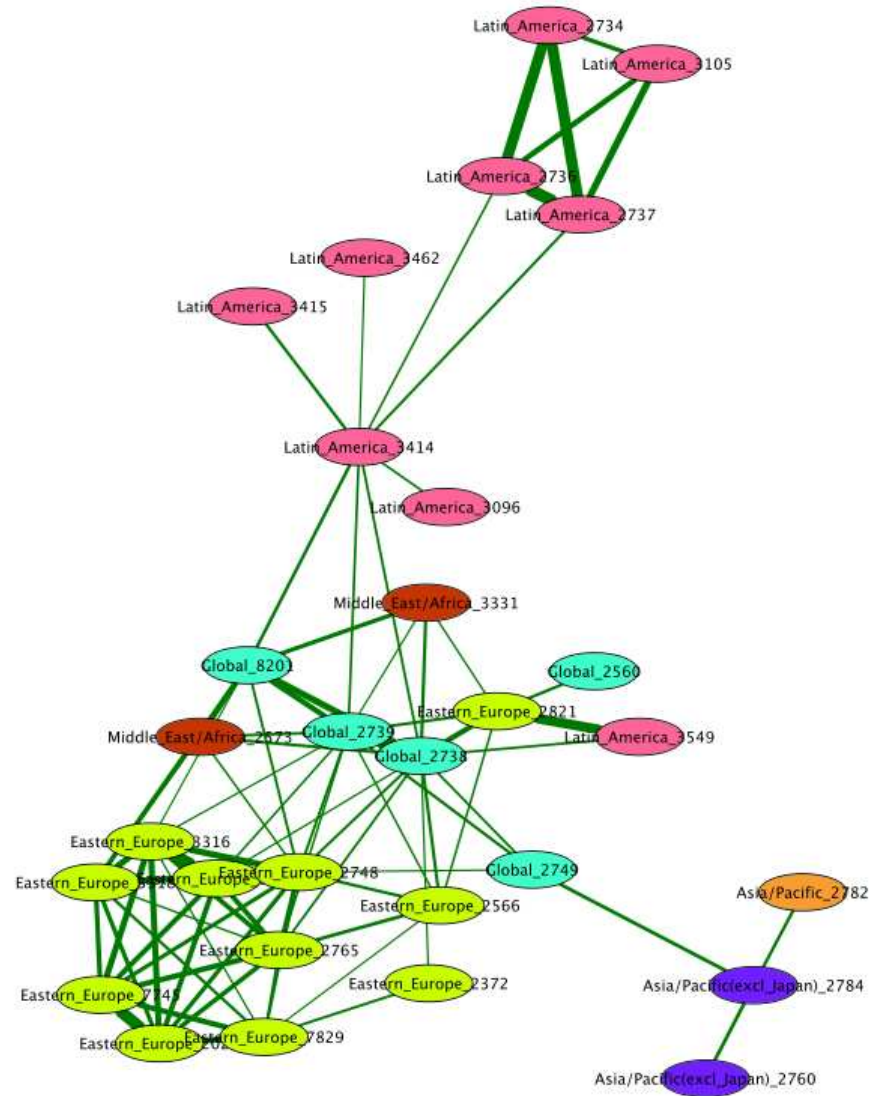 Latin_America_2734
Latin_America_3105
Latin_America_2736
Latin_America_2737
Latin_America_3462
Latin_America_3415
Latin_America_3414
Latin_America_3096
Middle_East/Africa_3331
Global_8201
Global_2560
Eastern_Europe_2821
Global_2739
Middle_East/Africa_2673
Latin_America_3549
Global_2738
Eastern_Europe_3316
Eastern_Europe_2748
Global_2749
Asia/Pacific_2782
Eastern_Europe_2566
Eastern_Europe_2765
Eastern_Europe_2372
Asia/Pacific(excl_Japan)_2784
Eastern_Europe_7745
Eastern_Europe_7829
Asia/Pacific(excl_Japan)_2760